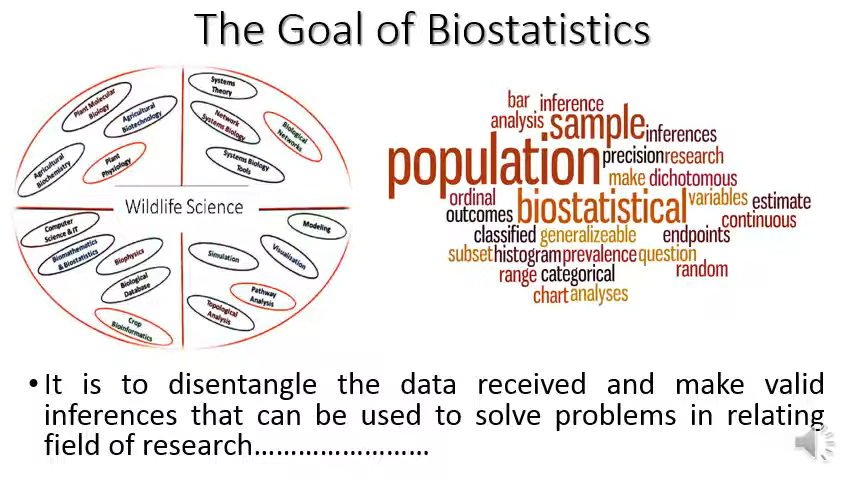 The Goal of Biostatistics
Systems
Theory
Plant Molecular
Biology
Agricultural
Biotechnology
Network
Systems Biology
Biological
Networks
Agricultural
Biochemistry
Plant
Physiology
Systems Biology
Tools
Wildlife Science
Computer
Science & IT
Biomathematics
& Biostatistics
Biophysics
Biological
Database
Crop
Bioinformatics
Modeling
Simulation
Visualization
Pathway
Analysis
Topological
Analysis
bar inference
analysis sample inferences
population precision research
make dichotomous
ordinal biostatistical variables estimate
outcomes continuous
classified generalizeable endpoints
subset histogram prevalence question
range categorical random
chart analyses
• It is to disentangle the data received and make valid
inferences that can be used to solve problems in relating
field of research……………………